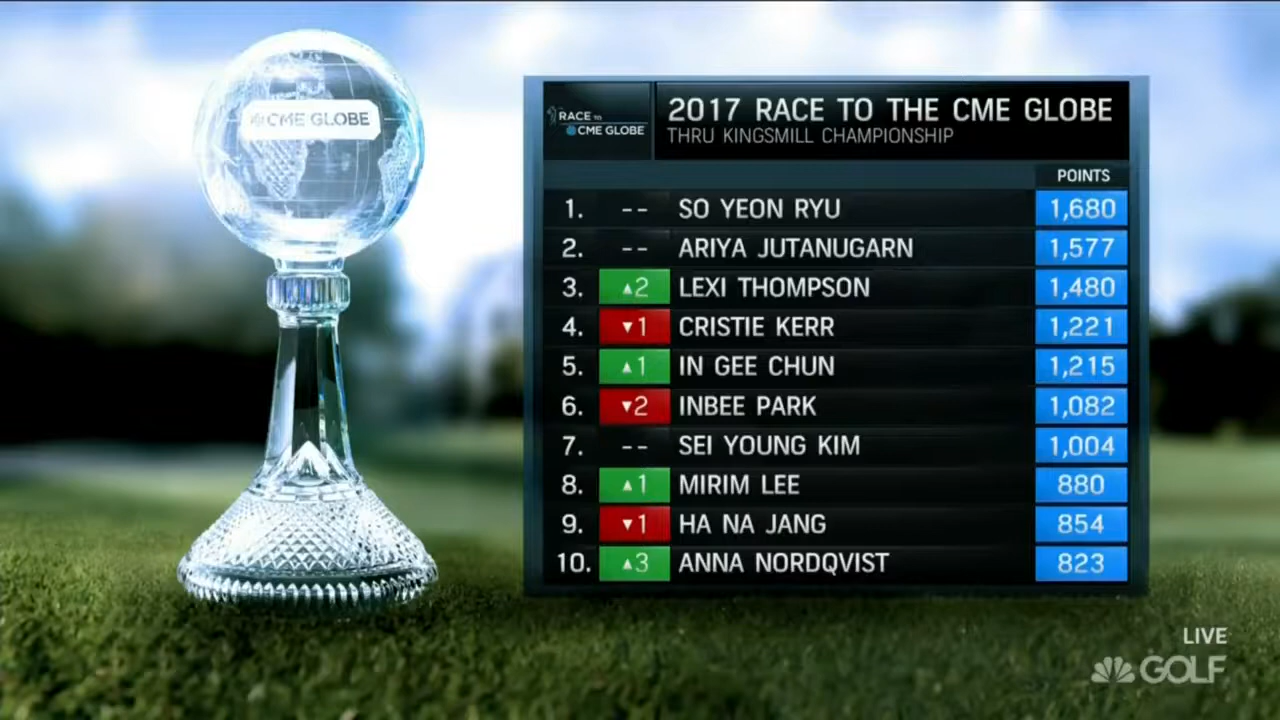 CME GLOBE
RACE TO
CME GLOBE
2017 RACE TO THE CME GLOBE
THRU KINGSMILL CHAMPIONSHIP
POINTS
1. -- SO YEON RYU 1,680
2. -- ARIYA JUTANUGARN 1,577
3. ▲2 LEXI THOMPSON 1,480
4. ▼1 CRISTIE KERR 1,221
5. ▲1 IN GEE CHUN 1,215
6. ▼2 INBEE PARK 1,082
7. -- SEI YOUNG KIM 1,004
8. ▲1 MIRIM LEE 880
9. ▼1 HA NA JANG 854
10. ▲3 ANNA NORDQVIST 823
LIVE
GOLF